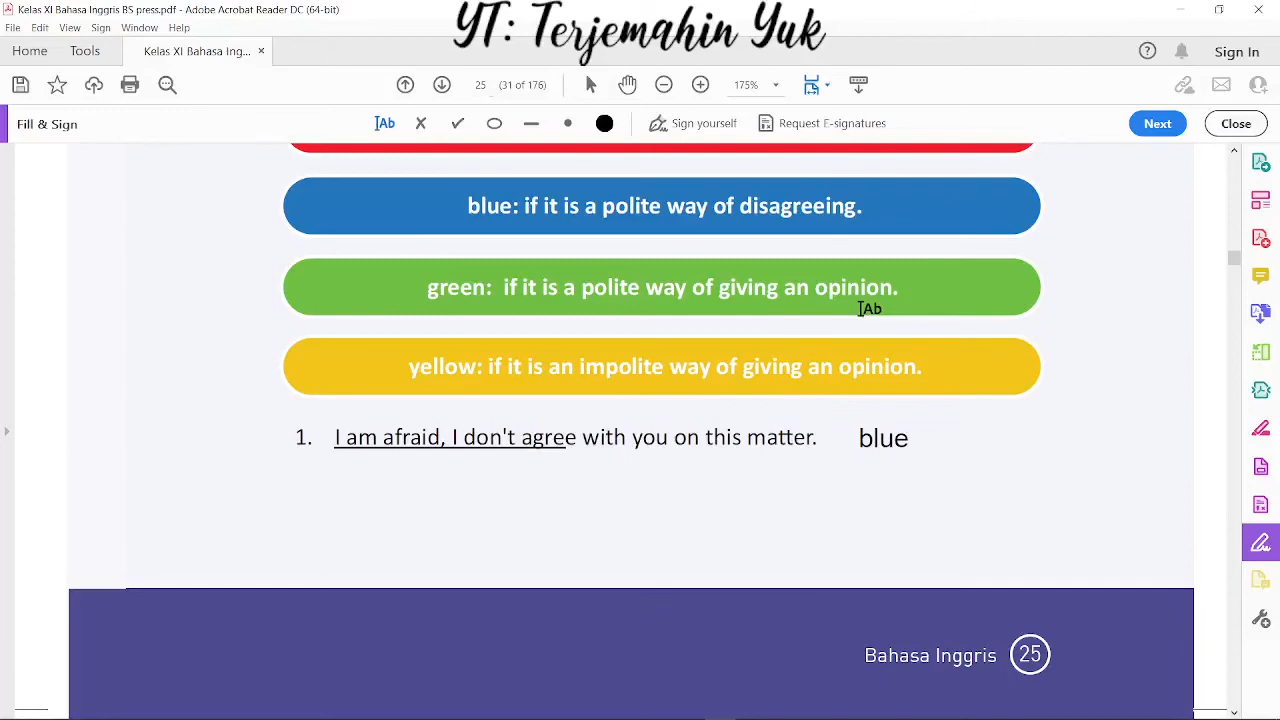 YT: Terjemahin Yuk
Kelas XI Bahasa Inggris BS press.pdf - Adobe Acrobat Reader DC (64-bit)
File Edit View Sign Window Help
Home Tools Kelas XI Bahasa Ing... × Sign In
25 (31 of 176) 175%
Fill & Sign IAb Sign yourself Request E-signatures Next Close
blue: if it is a polite way of disagreeing.
green: if it is a polite way of giving an opinion.
IAb
yellow: if it is an impolite way of giving an opinion.
1. I am afraid, I don't agree with you on this matter. blue
Bahasa Inggris 25